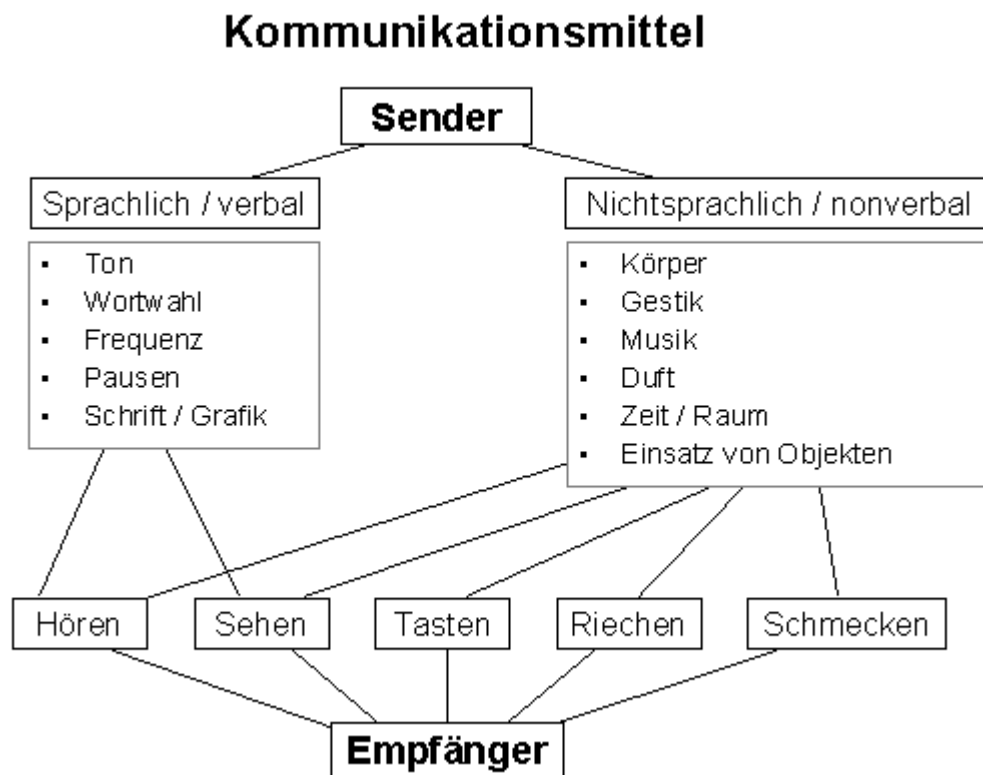 Kommunikationsmittel
Sender
Sprachlich / verbal
Nichtsprachlich / nonverbal
▪ Ton
▪ Wortwahl
▪ Frequenz
▪ Pausen
▪ Schrift / Grafik
▪ Körper
▪ Gestik
▪ Musik
▪ Duft
▪ Zeit / Raum
▪ Einsatz von Objekten
Hören
Sehen
Tasten
Riechen
Schmecken
Empfänger